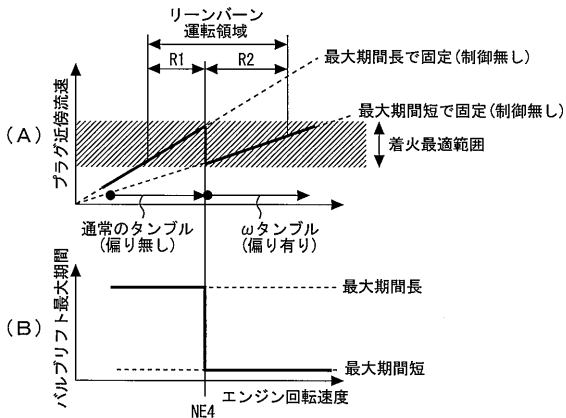 リーンバーン
運転領域
R1
R2
最大期間長で固定(制御無し)
最大期間短で固定(制御無し)
(A)
プラグ近傍流速
着火最適範囲
通常のタンブル
(偏り無し)
ωタンブル
(偏り有り)
(B)
バルブリフト最大期間
最大期間長
最大期間短
エンジン回転速度
NE4